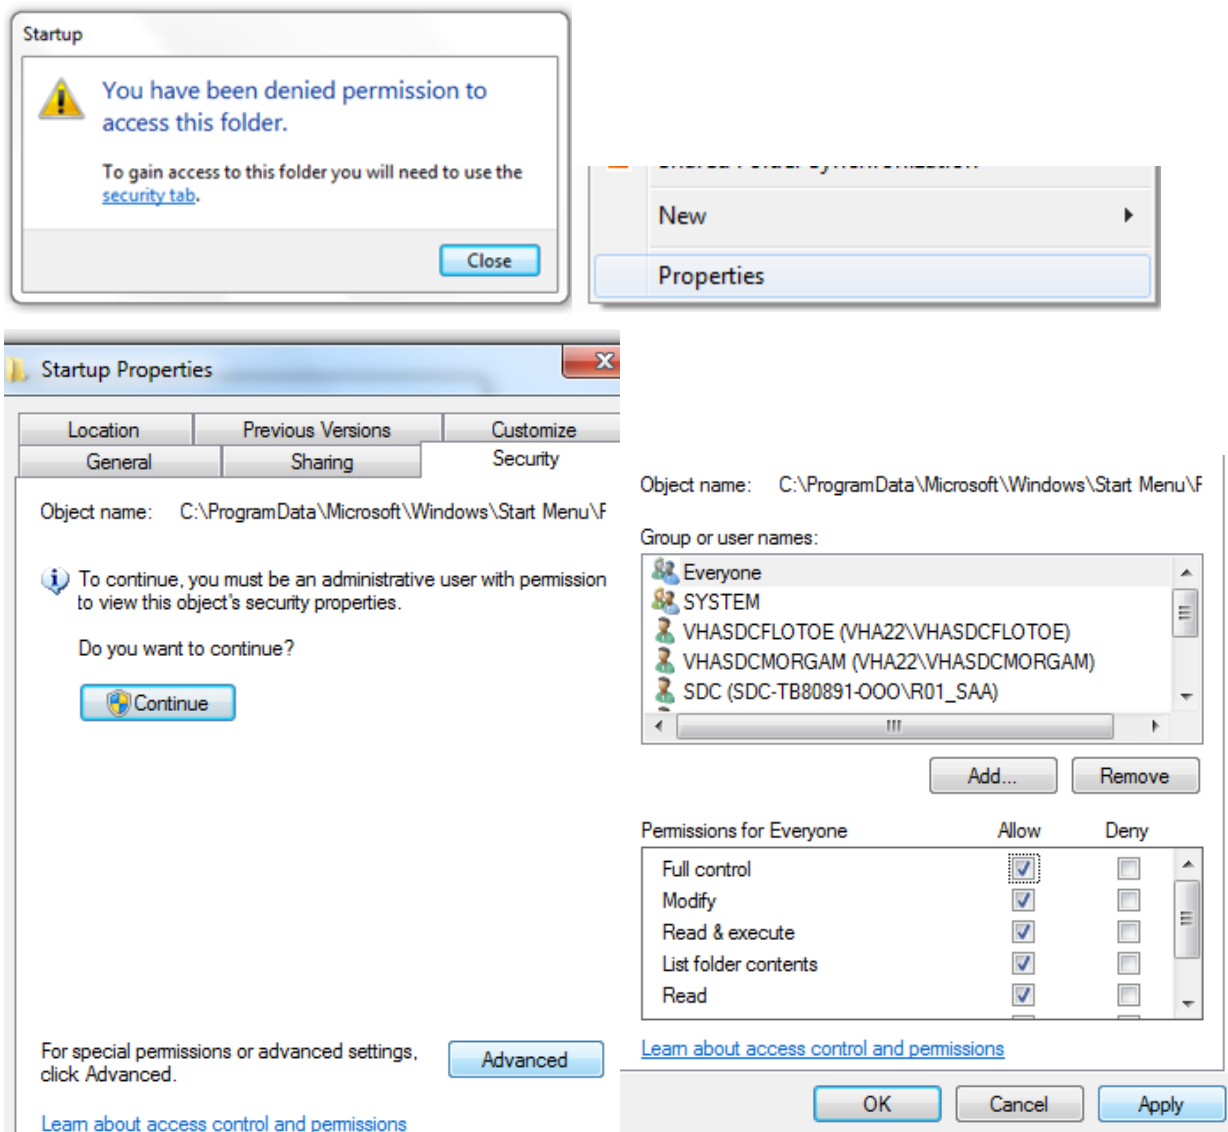 Startup
You have been denied permission to
access this folder.
To gain access to this folder you will need to use the
security tab.
Close
New
Properties
Startup Properties
Location
Previous Versions
Customize
General
Sharing
Security
Object name: C:\ProgramData\Microsoft\Windows\Start Menu\P
To continue, you must be an administrative user with permission
to view this object's security properties.
Do you want to continue?
Continue
For special permissions or advanced settings,
click Advanced.
Advanced
Learn about access control and permissions
Object name: C:\ProgramData\Microsoft\Windows\Start Menu\P
Group or user names:
Everyone
SYSTEM
VHASDCFLOTOE (VHA22\VHASDCFLOTOE)
VHASDCMORGAM (VHA22\VHASDCMORGAM)
SDC (SDC-TB80891-OOO\R01_SAA)
Add...
Remove
Permissions for Everyone Allow Deny
Full control
Modify
Read & execute
List folder contents
Read
Learn about access control and permissions
OK
Cancel
Apply